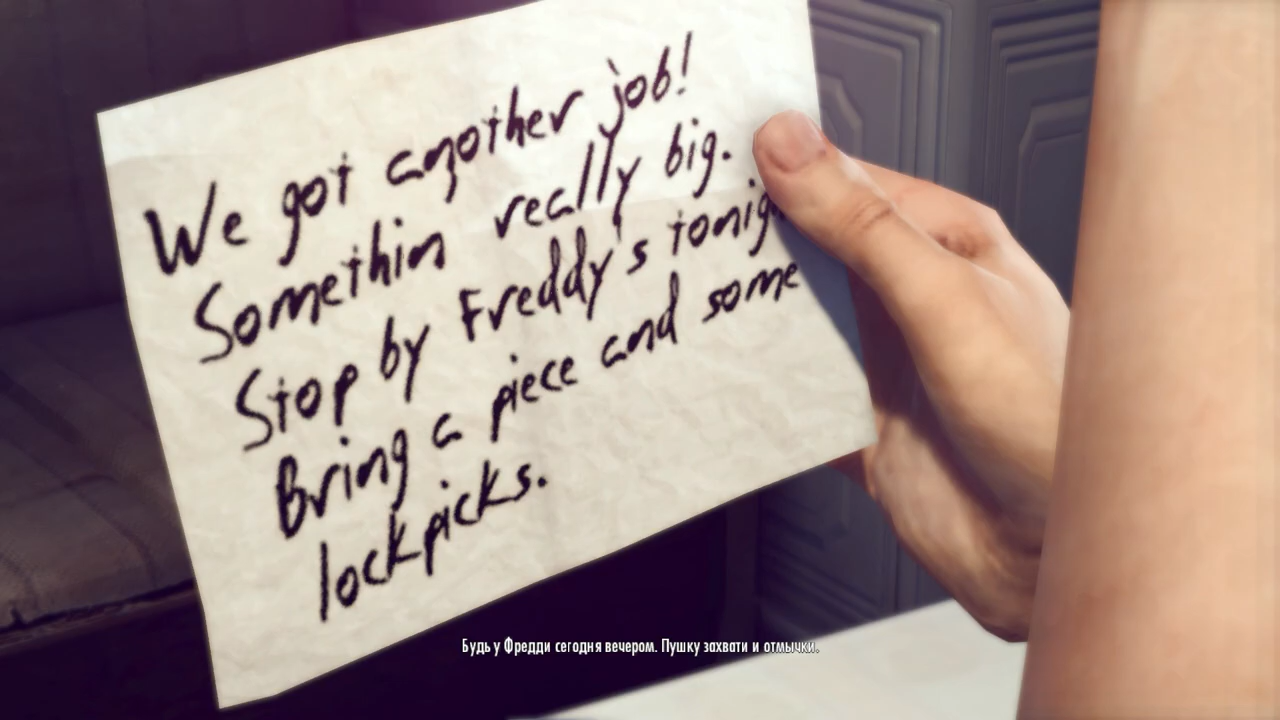 We got another job!
Somethin really big.
Stop by Freddy's
Bring a piece and some
lockpicks.
Будь у Фредди сегодня вечером. Пушку захвати и отмычки.